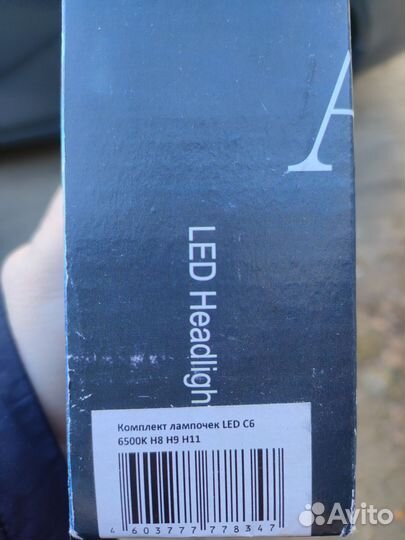 A
LED Headligh
Комплект лампочек LED C6
6500K H8 H9 H11
4 603777 778347
Avito